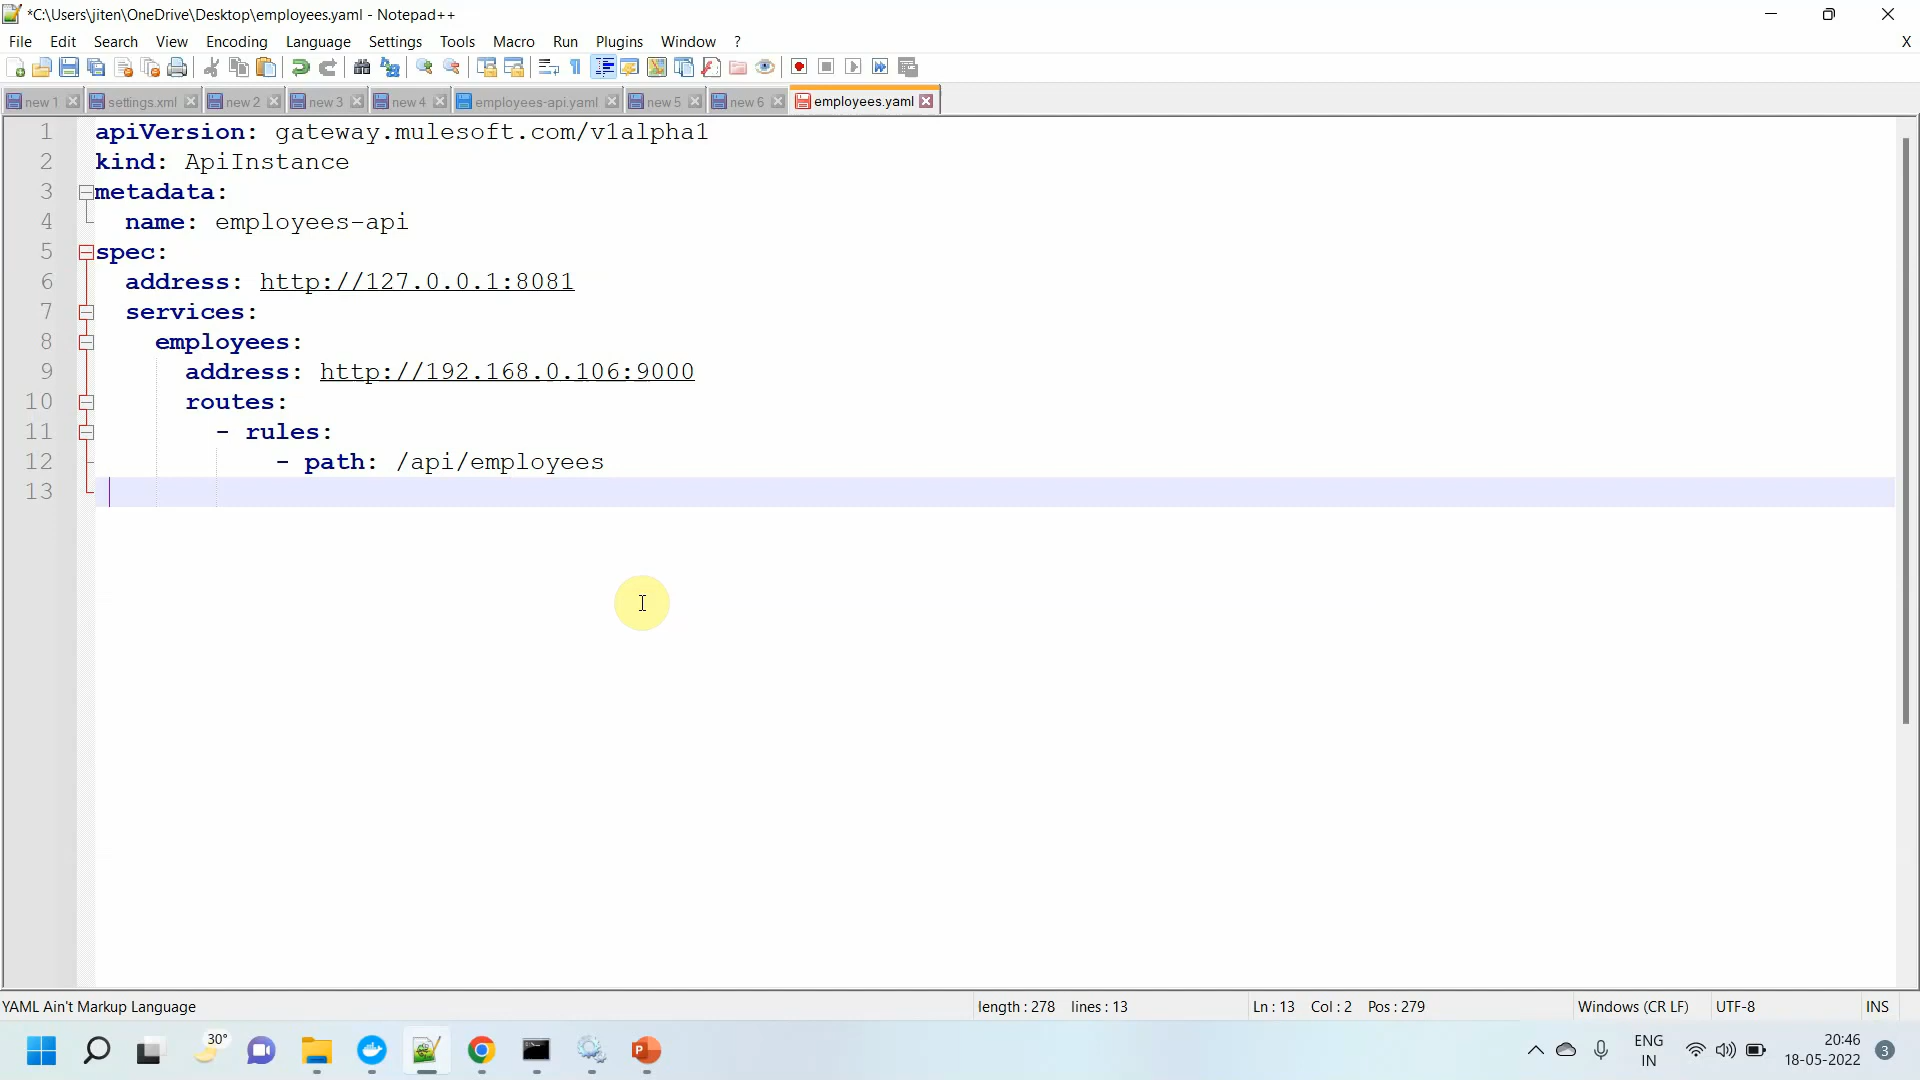 *C:\Users\jiten\OneDrive\Desktop\employees.yaml - Notepad++
File Edit Search View Encoding Language Settings Tools Macro Run Plugins Window ? X
new 1 settings.xml new 2 new 3 new 4 employees-api.yaml new 5 new 6 employees.yaml
1 apiVersion: gateway.mulesoft.com/v1alpha1
2 kind: ApiInstance
3 metadata:
4 name: employees-api
5 spec:
6 address: http://127.0.0.1:8081
7 services:
8 employees:
9 address: http://192.168.0.106:9000
10 routes:
11 - rules:
12 - path: /api/employees
13
YAML Ain't Markup Language length : 278 lines : 13 Ln : 13 Col : 2 Pos : 279 Windows (CR LF) UTF-8 INS
30°
ENG 20:46
IN 18-05-2022 3